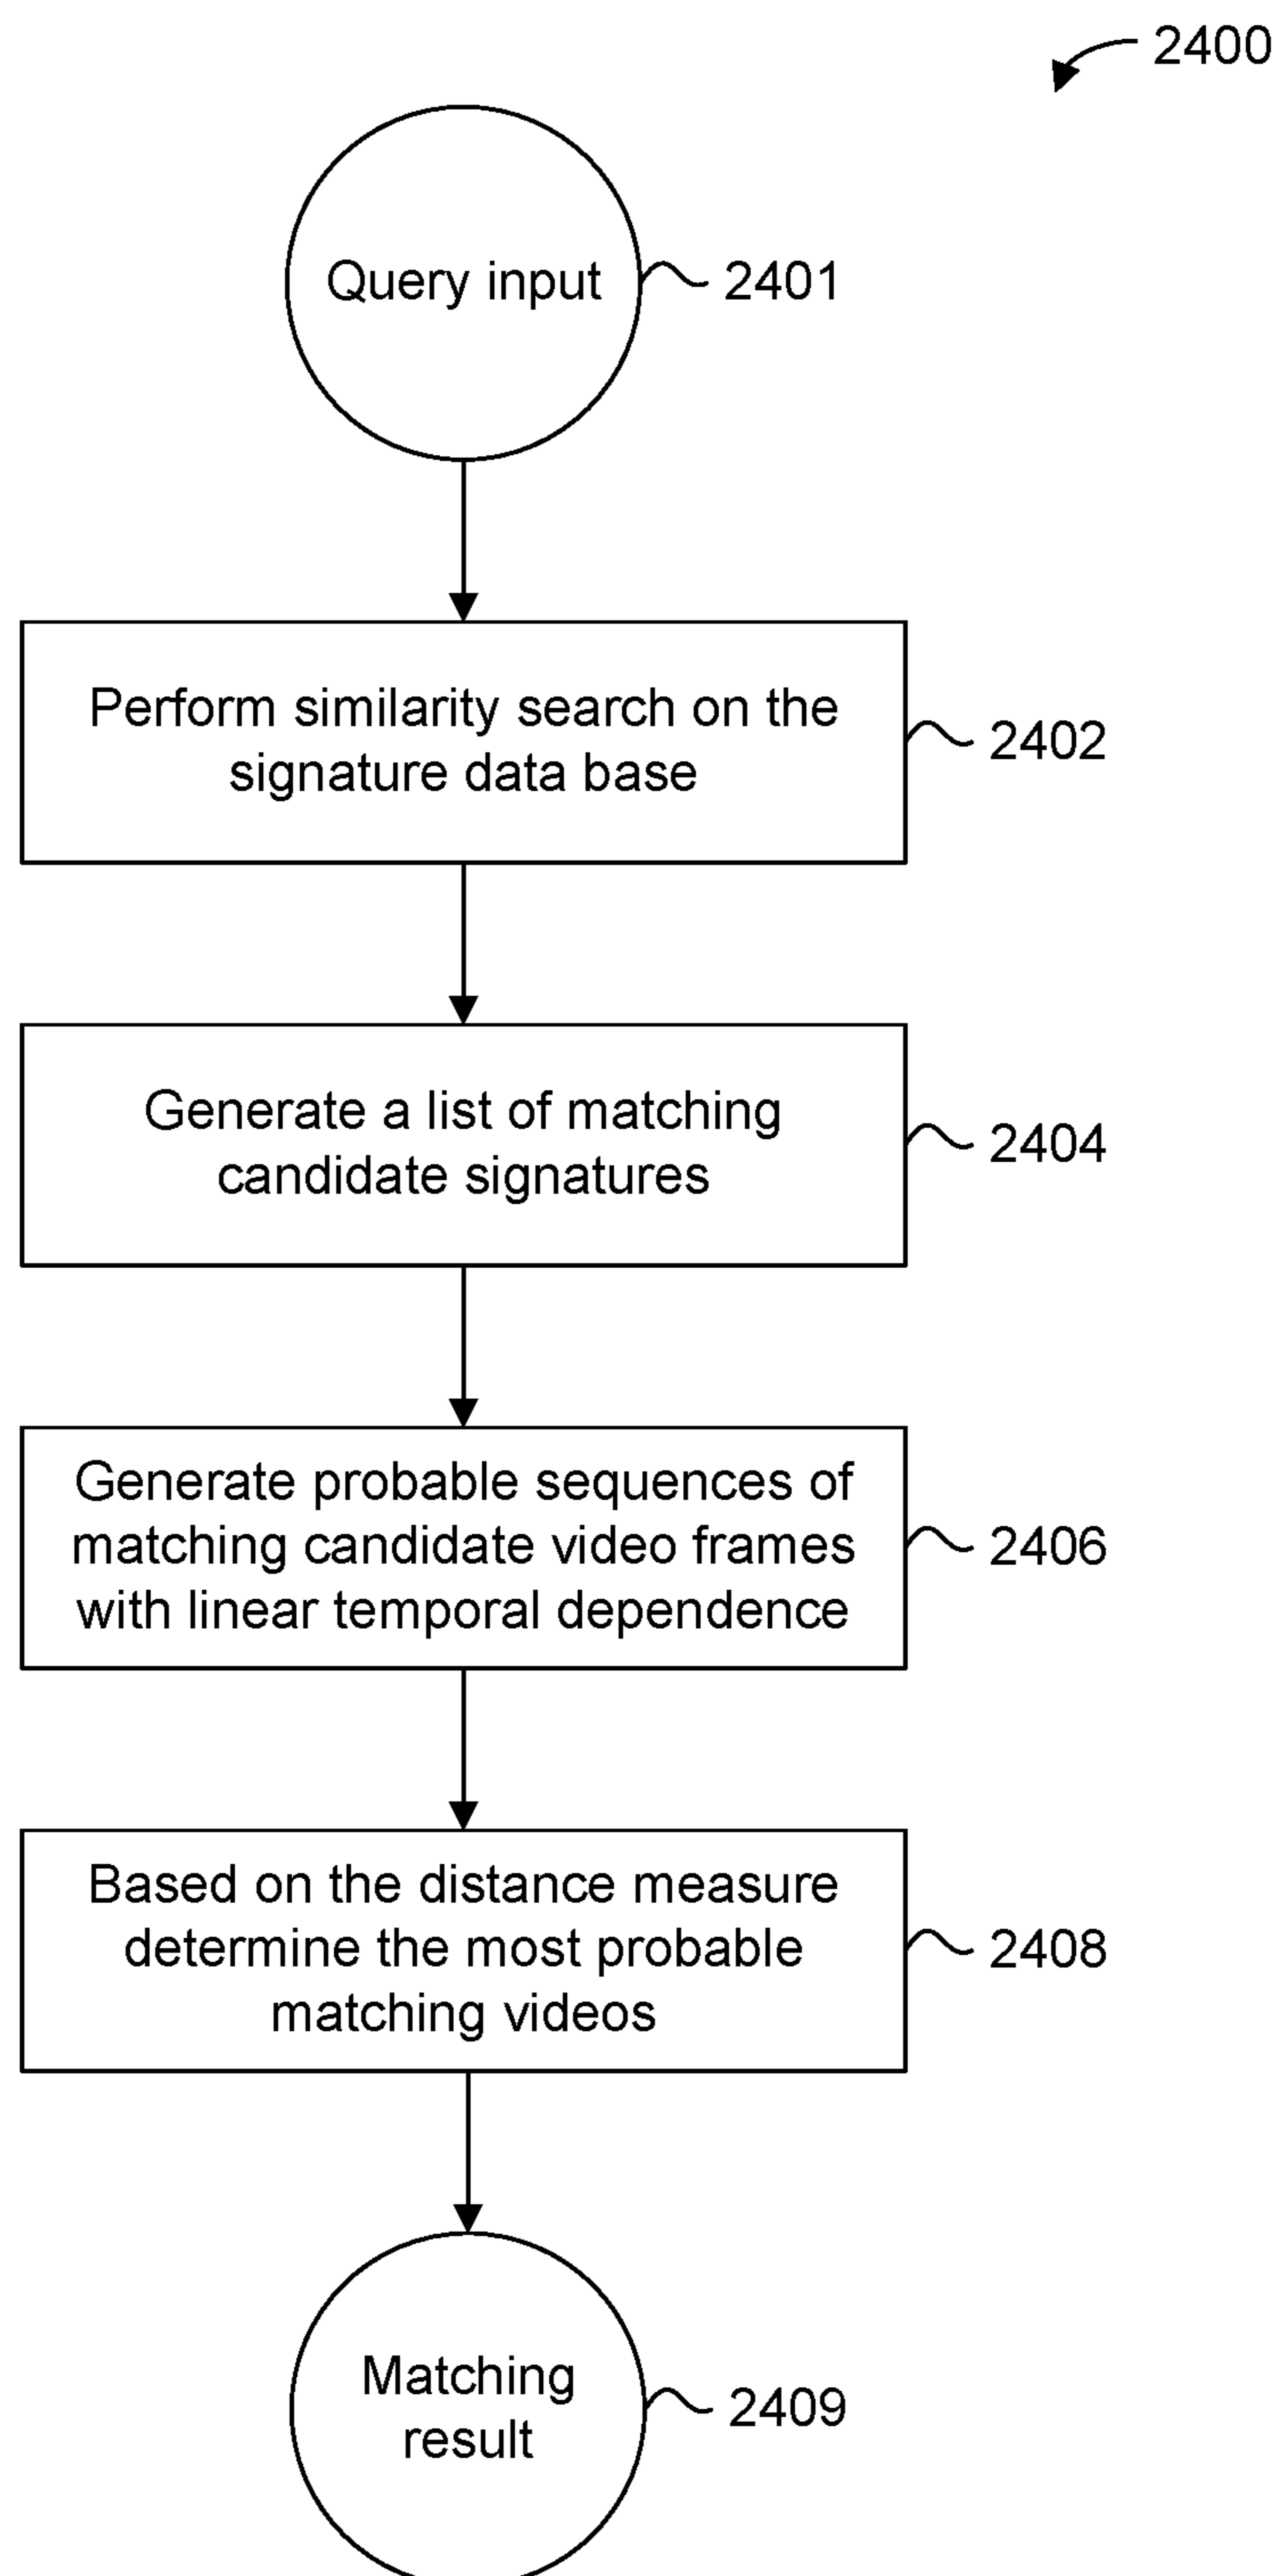 2400
Query input
2401
Perform similarity search on the
signature data base
2402
Generate a list of matching
candidate signatures
2404
Generate probable sequences of
matching candidate video frames
with linear temporal dependence
2406
Based on the distance measure
determine the most probable
matching videos
2408
Matching
result
2409